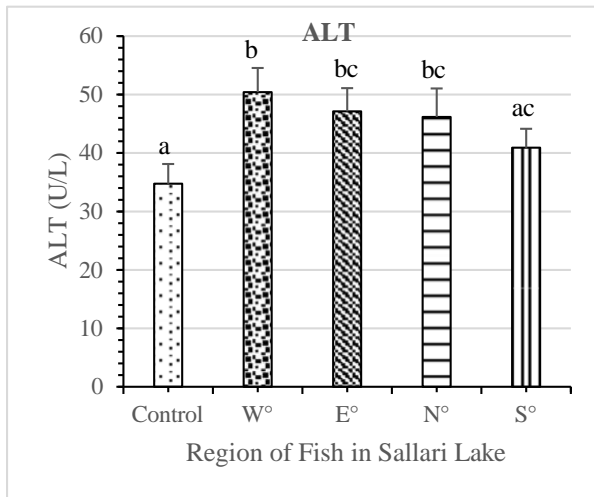 ALT
60
50
40
30
20
10
0
ALT (U/L)
a
b
bc
bc
ac
Control W° E° N° S°
Region of Fish in Sallari Lake